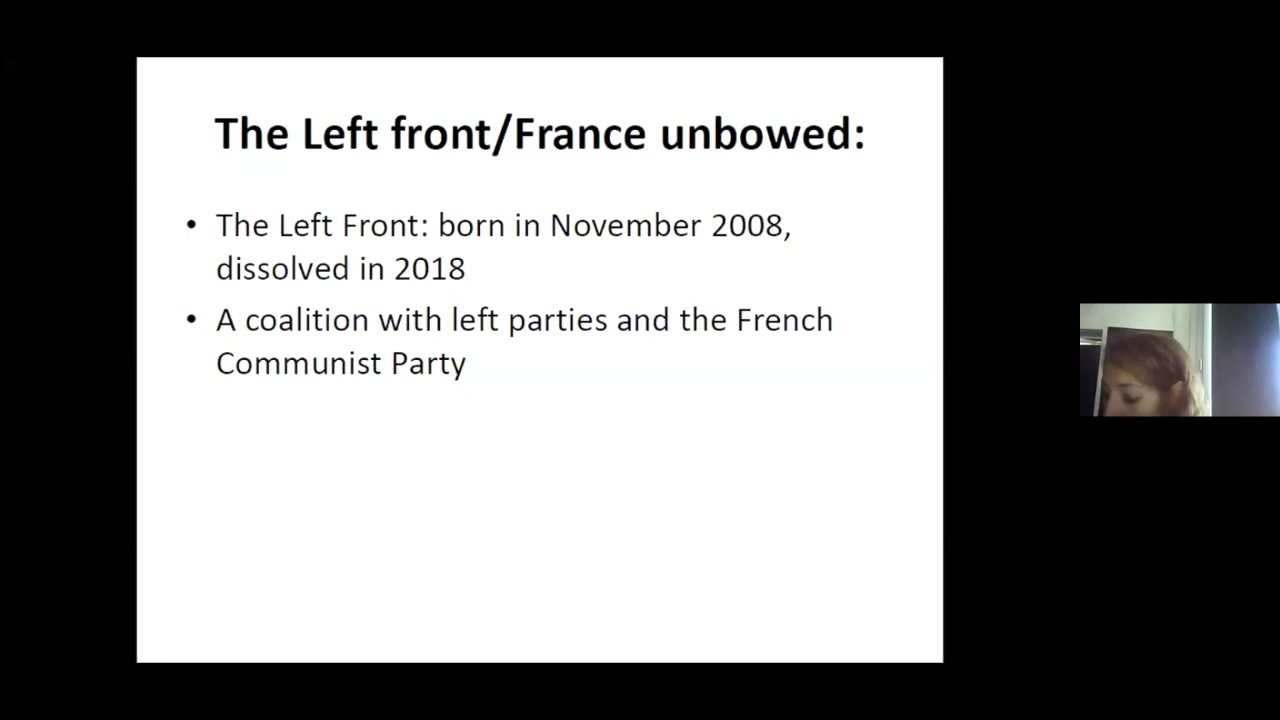 The Left front/France unbowed:
• The Left Front: born in November 2008,
dissolved in 2018
• A coalition with left parties and the French
Communist Party